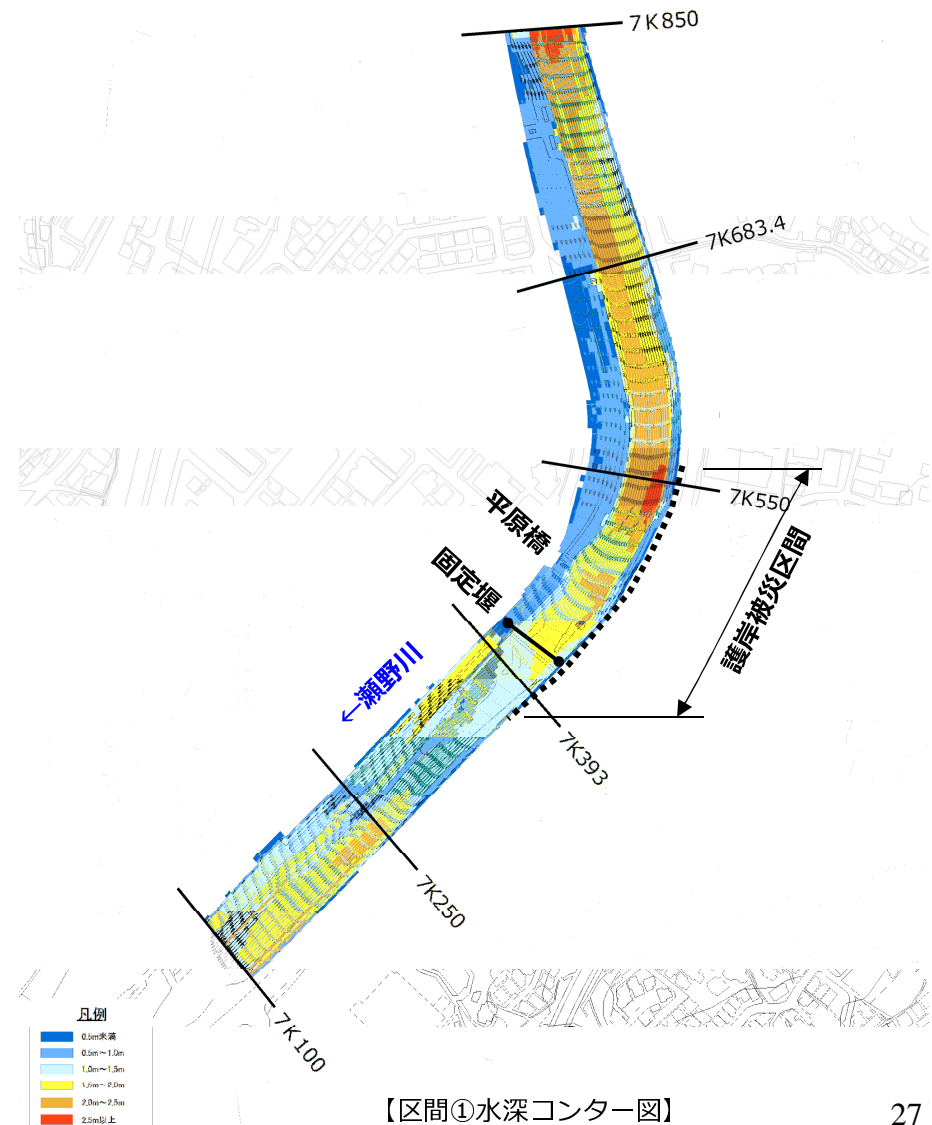 7K850
7K683.4
7K550
平原橋
固定堰
護岸被災区間
←瀬野川
7K393
7K250
7K100
凡例
0.5m未満
0.5m～1.0m
1.0m～1.5m
1.5m～2.0m
2.0m～2.5m
2.5m以上
【区間①水深コンター図】
27